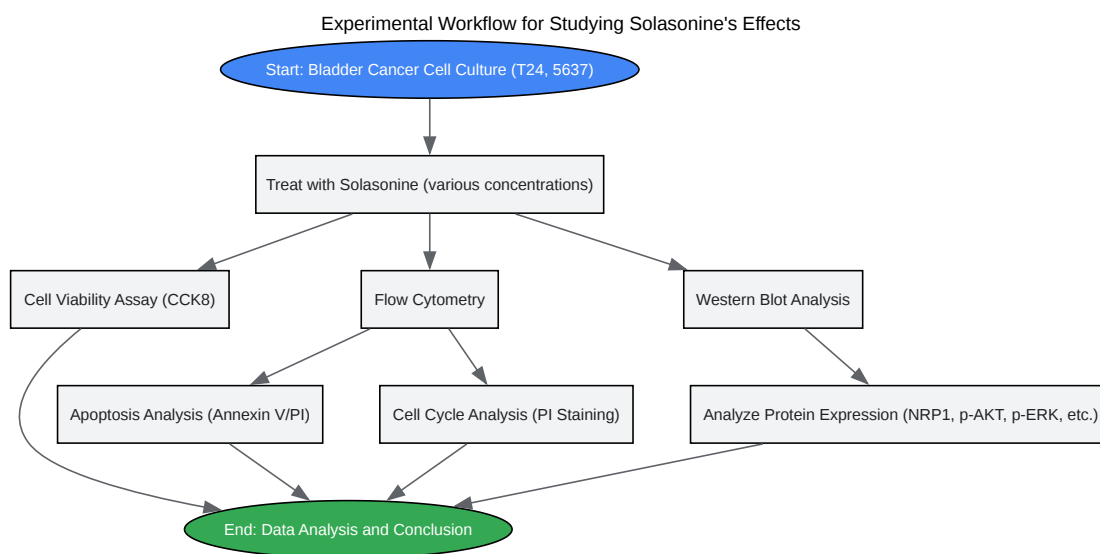 Experimental Workflow for Studying Solasonine's Effects
Start: Bladder Cancer Cell Culture (T24, 5637)
Treat with Solasonine (various concentrations)
Cell Viability Assay (CCK8)
Flow Cytometry
Western Blot Analysis
Apoptosis Analysis (Annexin V/PI)
Cell Cycle Analysis (PI Staining)
Analyze Protein Expression (NRP1, p-AKT, p-ERK, etc.)
End: Data Analysis and Conclusion